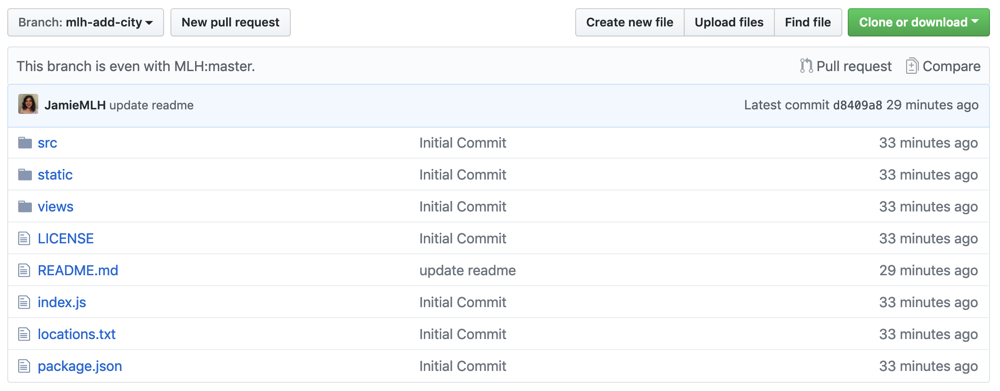 Branch: mlh-add-city New pull request Create new file Upload files Find file Clone or download
This branch is even with MLH:master. Pull request Compare
JamieMLH update readme Latest commit d8409a8 29 minutes ago
src Initial Commit 33 minutes ago
static Initial Commit 33 minutes ago
views Initial Commit 33 minutes ago
LICENSE Initial Commit 33 minutes ago
README.md update readme 29 minutes ago
index.js Initial Commit 33 minutes ago
locations.txt Initial Commit 33 minutes ago
package.json Initial Commit 33 minutes ago